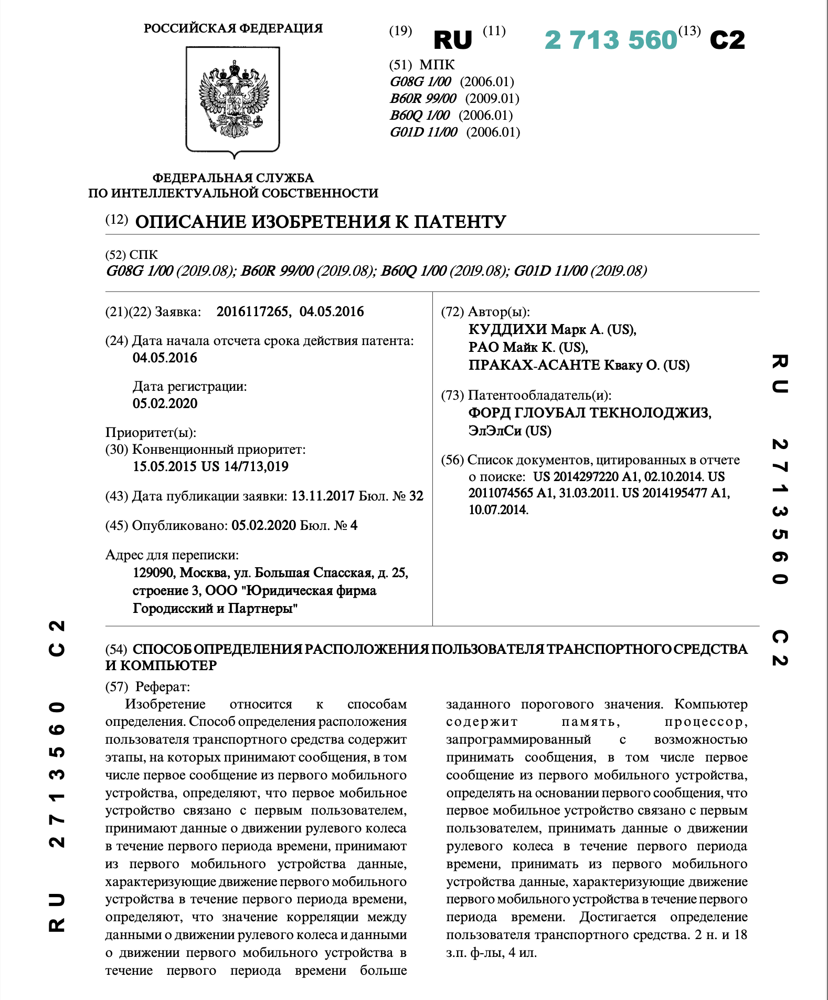 РОССИЙСКАЯ ФЕДЕРАЦИЯ
(19) RU (11) 2 713 560 (13) C2
(51) МПК
G08G 1/00 (2006.01)
B60R 99/00 (2009.01)
B60Q 1/00 (2006.01)
G01D 11/00 (2006.01)
ФЕДЕРАЛЬНАЯ СЛУЖБА
ПО ИНТЕЛЛЕКТУАЛЬНОЙ СОБСТВЕННОСТИ
(12) ОПИСАНИЕ ИЗОБРЕТЕНИЯ К ПАТЕНТУ
(52) СПК
G08G 1/00 (2019.08); B60R 99/00 (2019.08); B60Q 1/00 (2019.08); G01D 11/00 (2019.08)
(21)(22) Заявка: 2016117265, 04.05.2016
(24) Дата начала отсчета срока действия патента:
04.05.2016
Дата регистрации:
05.02.2020
Приоритет(ы):
(30) Конвенционный приоритет:
15.05.2015 US 14/713,019
(43) Дата публикации заявки: 13.11.2017 Бюл. № 32
(45) Опубликовано: 05.02.2020 Бюл. № 4
Адрес для переписки:
129090, Москва, ул. Большая Спасская, д. 25,
строение 3, ООО "Юридическая фирма
Городисский и Партнеры"
(72) Автор(ы):
КУДДИХИ Марк А. (US),
РАО Майк К. (US),
ПРАКАХ-АСАНТЕ Кваку О. (US)
(73) Патентообладатель(и):
ФОРД ГЛОУБАЛ ТЕКНОЛОДЖИЗ,
ЭлЭлСи (US)
(56) Список документов, цитированных в отчете
о поиске: US 2014297220 A1, 02.10.2014. US
2011074565 A1, 31.03.2011. US 2014195477 A1,
10.07.2014.
(54) СПОСОБ ОПРЕДЕЛЕНИЯ РАСПОЛОЖЕНИЯ ПОЛЬЗОВАТЕЛЯ ТРАНСПОРТНОГО СРЕДСТВА
И КОМПЬЮТЕР
(57) Реферат:
Изобретение относится к способам
определения. Способ определения расположения
пользователя транспортного средства содержит
этапы, на которых принимают сообщения, в том
числе первое сообщение из первого мобильного
устройства, определяют, что первое мобильное
устройство связано с первым пользователем,
принимают данные о движении рулевого колеса
в течение первого периода времени, принимают
из первого мобильного устройства данные,
характеризующие движение первого мобильного
устройства в течение первого периода времени,
определяют, что значение корреляции между
данными о движении рулевого колеса и данными
о движении первого мобильного устройства в
течение первого периода времени больше
заданного порогового значения. Компьютер
содержит память, процессор,
запрограммированный с возможностью
принимать сообщения, в том числе первое
сообщение из первого мобильного устройства,
определять на основании первого сообщения, что
первое мобильное устройство связано с первым
пользователем, принимать данные о движении
рулевого колеса в течение первого периода
времени, принимать из первого мобильного
устройства данные, характеризующие движение
первого мобильного устройства в течение первого
периода времени. Достигается определение
пользователя транспортного средства. 2 н. и 18
з.п. ф-лы, 4 ил.
RU 2713560 C2
RU 2713560 C2